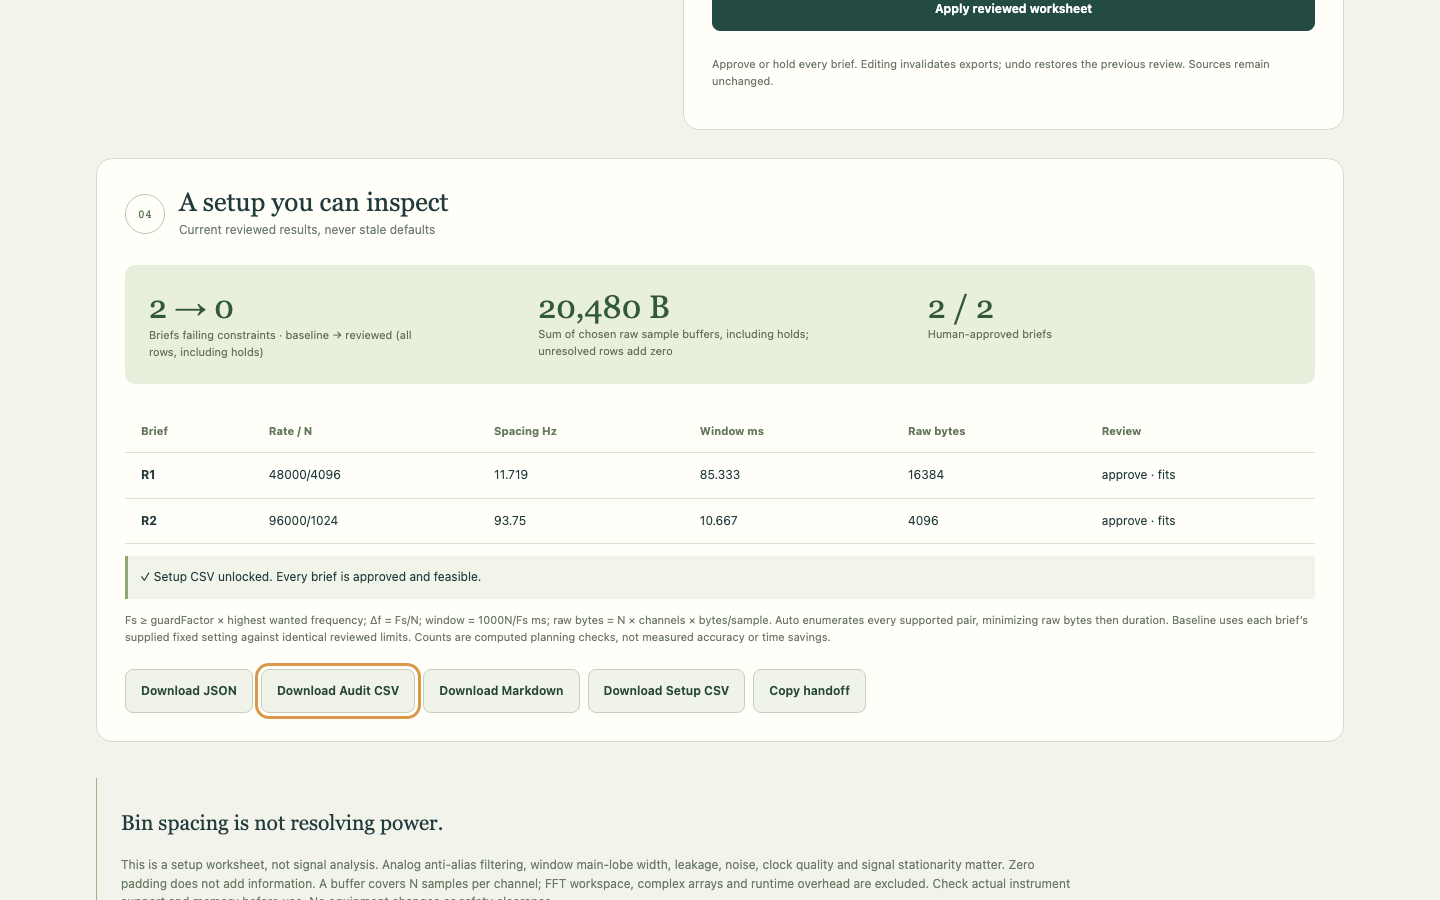 Apply reviewed worksheet
Approve or hold every brief. Editing invalidates exports; undo restores the previous review. Sources remain
unchanged.
04
A setup you can inspect
Current reviewed results, never stale defaults
2 → 0
Briefs failing constraints · baseline → reviewed (all
rows, including holds)
20,480 B
Sum of chosen raw sample buffers, including holds;
unresolved rows add zero
2 / 2
Human-approved briefs
Brief Rate / N Spacing Hz Window ms Raw bytes Review
R1 48000/4096 11.719 85.333 16384 approve · fits
R2 96000/1024 93.75 10.667 4096 approve · fits
✓ Setup CSV unlocked. Every brief is approved and feasible.
Fs ≥ guardFactor × highest wanted frequency; Δf = Fs/N; window = 1000N/Fs ms; raw bytes = N × channels × bytes/sample. Auto enumerates every supported pair, minimizing raw bytes then duration. Baseline uses each brief's
supplied fixed setting against identical reviewed limits. Counts are computed planning checks, not measured accuracy or time savings.
Download JSON Download Audit CSV Download Markdown Download Setup CSV Copy handoff
Bin spacing is not resolving power.
This is a setup worksheet, not signal analysis. Analog anti-alias filtering, window main-lobe width, leakage, noise, clock quality and signal stationarity matter. Zero
padding does not add information. A buffer covers N samples per channel; FFT workspace, complex arrays and runtime overhead are excluded. Check actual instrument
support and memory before use. No equipment changes or safety clearance.